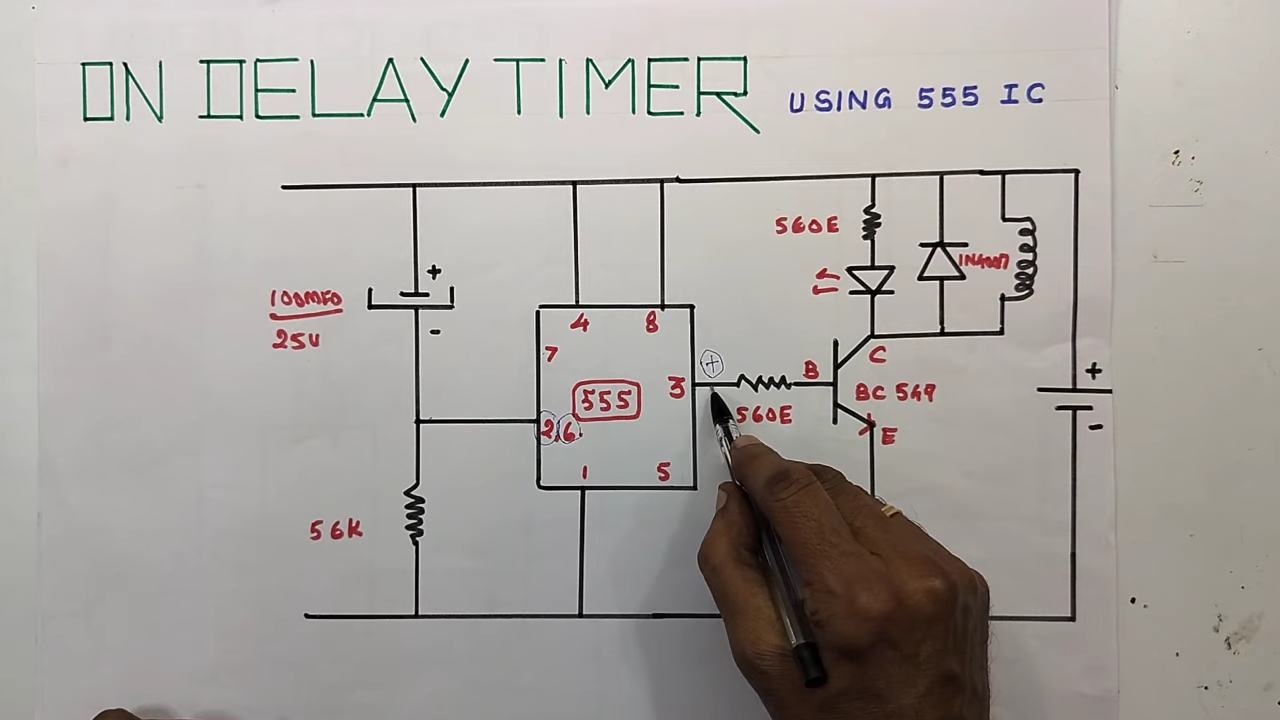 ON DELAY TIMER USING 555 IC
560E
1N4007
+
100MFD
-
25V
4 8
7
555
3
+
560E
2,6
1 5
B
C
BC 547
E
+
-
56K